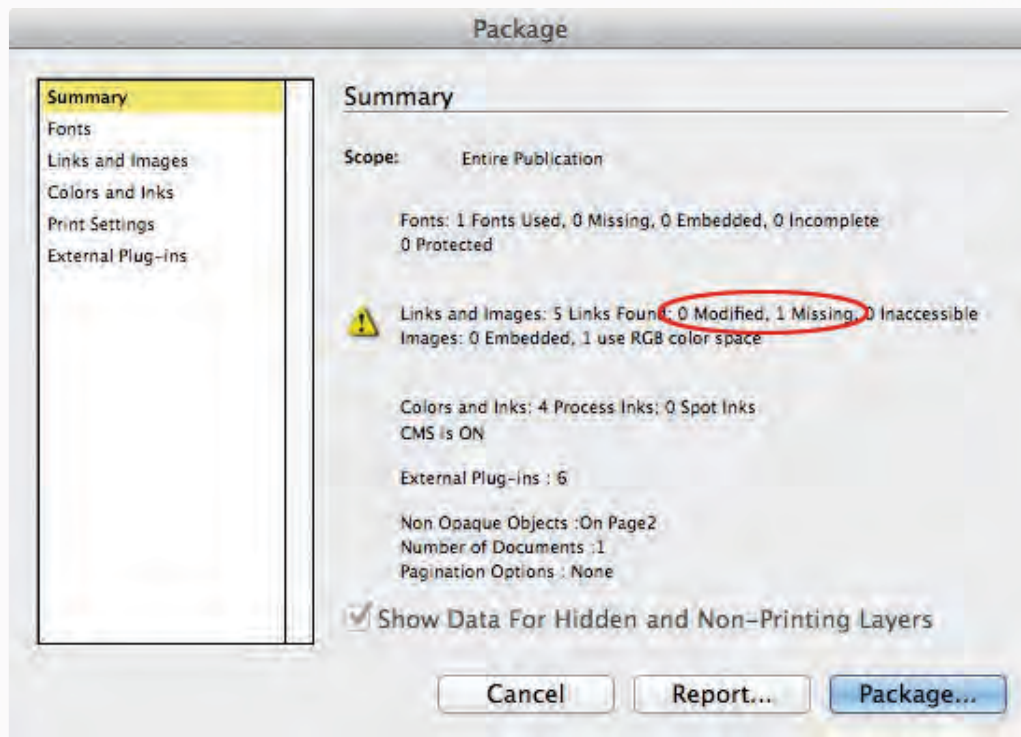 Package
Summary
Fonts
Links and Images
Colors and Inks
Print Settings
External Plug-ins
Summary
Scope: Entire Publication
Fonts: 1 Fonts Used, 0 Missing, 0 Embedded, 0 Incomplete
0 Protected
Links and Images: 5 Links Found; 0 Modified, 1 Missing, 0 Inaccessible
Images: 0 Embedded, 1 use RGB color space
Colors and Inks: 4 Process Inks; 0 Spot Inks
CMS is ON
External Plug-ins : 6
Non Opaque Objects :On Page2
Number of Documents :1
Pagination Options : None
Show Data For Hidden and Non-Printing Layers
Cancel
Report...
Package...